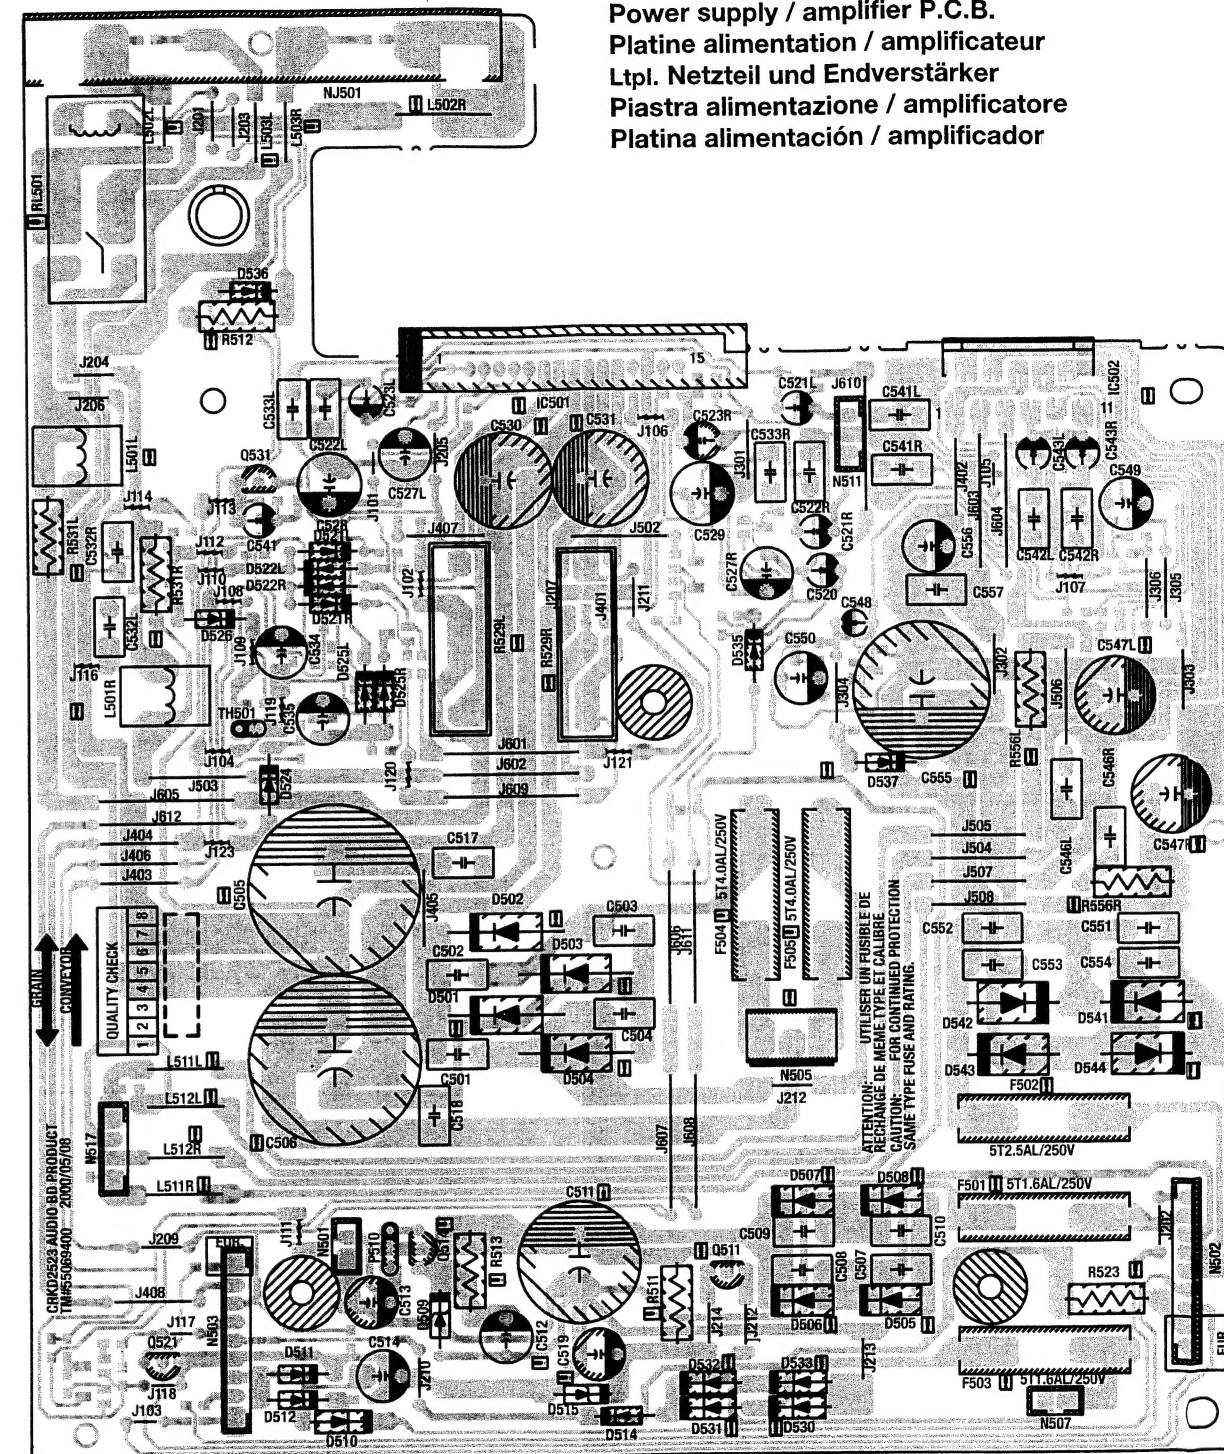 Power supply / amplifier P.C.B.
Platine alimentation / amplificateur
Ltpl. Netzteil und Endverstärker
Piastra alimentazione / amplificatore
Platina alimentación / amplificador
NJ501
L502R
L502L
J201
J203
L503L
L503R
RL501
D536
R512
J204
J206
1
15
IC501
C533L
C522L
C523L
C530
C531
J106
C523R
C521L
J610
C541L
1
11
IC502
L501L
Q531
J205
C527L
J301
C533R
C541R
N511
J402
J105
C543L
C543R
C549
J114
J113
C528
J101
J407
J502
C529
C522R
C521R
C556
J603
J604
C542L
C542R
R531L
C532R
R531R
J112
C541
D521L
J110
D522L
D522R
J108
D521R
D526
J102
J207
J401
J211
C527R
C520
C557
J107
J306
J305
C532L
J109
C534
D525L
D525R
R529L
R529R
D535
C548
C550
J304
J302
C547L
J116
L501R
TH501
J119
C535
J506
J303
R556L
J104
J503
D524
J120
J601
J602
J609
J121
D537
C555
C546R
J605
J612
J404
J123
J406
J403
C505
C517
J405
5T4.0AL/250V
5T4.0AL/250V
J505
J504
J507
J508
C546L
C547R
R556R
GRAIN
CONVEYOR
QUALITY CHECK
1 2 3 4 5 6 7 8
D502
C503
C502
D503
D501
C504
C501
D504
C518
J606
J611
F504
F505
C552
C551
C553
C554
D542
D541
D543
D544
F502
5T2.5AL/250V
N505
J212
ATTENTION: UTILISER UN FUSIBLE DE
RECHANGE DE MEME TYPE ET CALIBRE.
CAUTION: FOR CONTINUED PROTECTION
SAME TYPE FUSE AND RATING.
L511L
L512L
L512R
L511R
C506
N517
J607
J608
CRKD2523 AUDIO BD PRODUCT
TM#55069400 2000/05/08
C511
D507
D508
F501
5T1.6AL/250V
C509
C510
J202
N502
J209
J111
N501
P510
Q514
R513
EUR
C508
C507
Q511
R511
R523
J408
C513
D509
C512
J214
J212
D506
D505
J117
N503
Q521
J118
J103
D511
C514
J210
C519
D532
D533
J213
F503
5T1.6AL/250V
EUR
D512
D510
D515
D514
D531
D530
N507